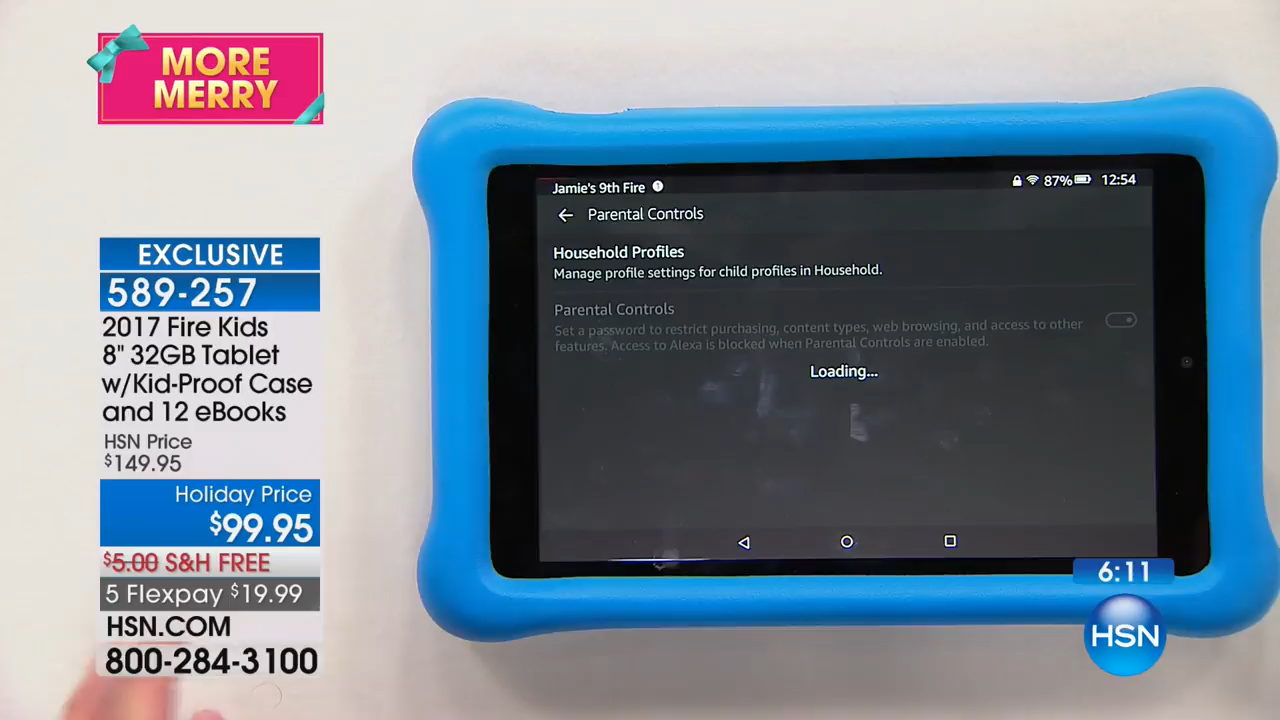 MORE
MERRY
EXCLUSIVE
589-257
2017 Fire Kids
8" 32GB Tablet
w/Kid-Proof Case
and 12 eBooks
HSN Price
$149.95
Holiday Price
$99.95
$5.00 S&H FREE
5 Flexpay $19.99
HSN.COM
800-284-3100
Jamie's 9th Fire 1
87% 12:54
Parental Controls
Household Profiles
Manage profile settings for child profiles in Household.
Parental Controls
Set a password to restrict purchasing, content types, web browsing, and access to other
features. Access to Alexa is blocked when Parental Controls are enabled.
Loading...
6:11
HSN